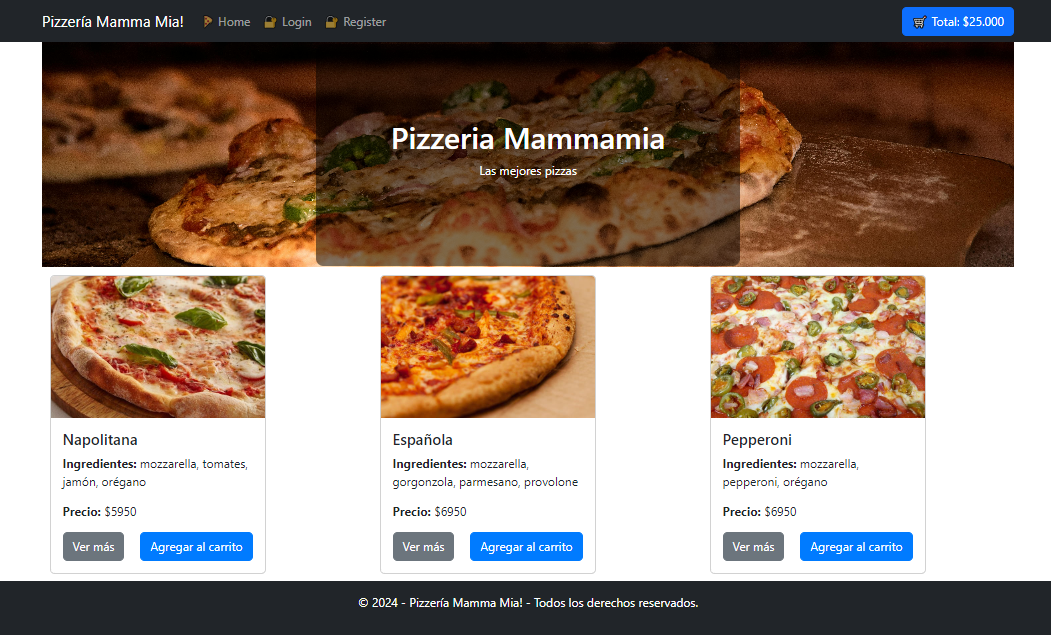 Pizzería Mamma Mia! Home Login Register Total: $25.000
Pizzeria Mammamia
Las mejores pizzas
Napolitana
Ingredientes: mozzarella, tomates,
jamón, orégano
Precio: $5950
Ver más Agregar al carrito
Española
Ingredientes: mozzarella,
gorgonzola, parmesano, provolone
Precio: $6950
Ver más Agregar al carrito
Pepperoni
Ingredientes: mozzarella,
pepperoni, orégano
Precio: $6950
Ver más Agregar al carrito
© 2024 - Pizzería Mamma Mia! - Todos los derechos reservados.